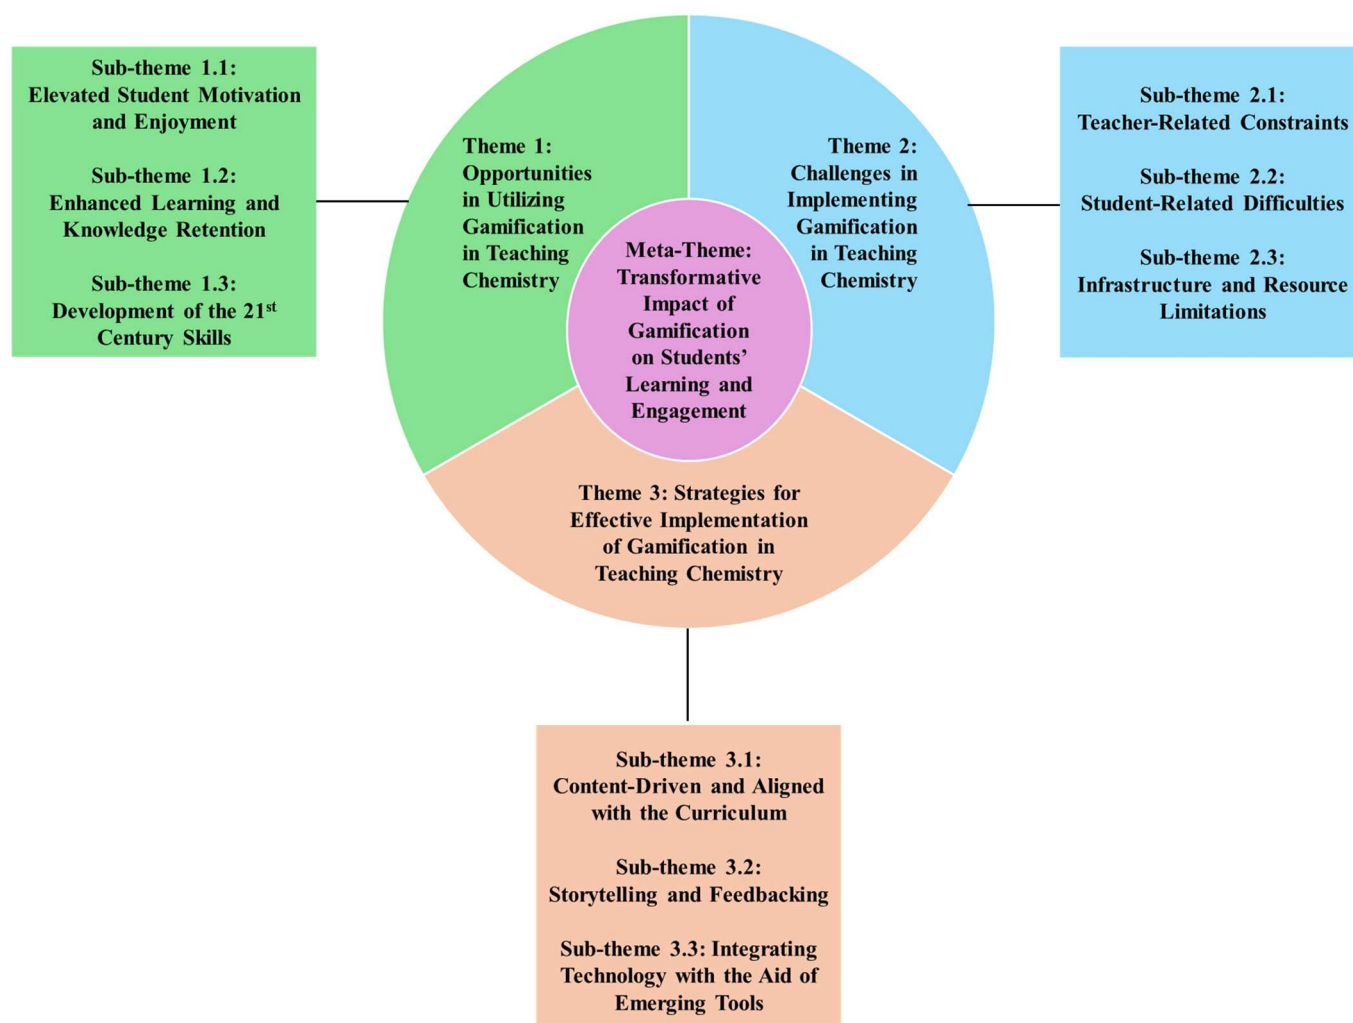 Sub-theme 1.1:
Elevated Student Motivation
and Enjoyment
Sub-theme 1.2:
Enhanced Learning and
Knowledge Retention
Sub-theme 1.3:
Development of the 21st
Century Skills
Theme 1:
Opportunities
in Utilizing
Gamification
in Teaching
Chemistry
Meta-Theme:
Transformative
Impact of
Gamification
on Students’
Learning and
Engagement
Theme 2:
Challenges in
Implementing
Gamification
in Teaching
Chemistry
Sub-theme 2.1:
Teacher-Related Constraints
Sub-theme 2.2:
Student-Related Difficulties
Sub-theme 2.3:
Infrastructure and Resource
Limitations
Theme 3: Strategies for
Effective Implementation
of Gamification in
Teaching Chemistry
Sub-theme 3.1:
Content-Driven and Aligned
with the Curriculum
Sub-theme 3.2:
Storytelling and Feedbacking
Sub-theme 3.3: Integrating
Technology with the Aid of
Emerging Tools